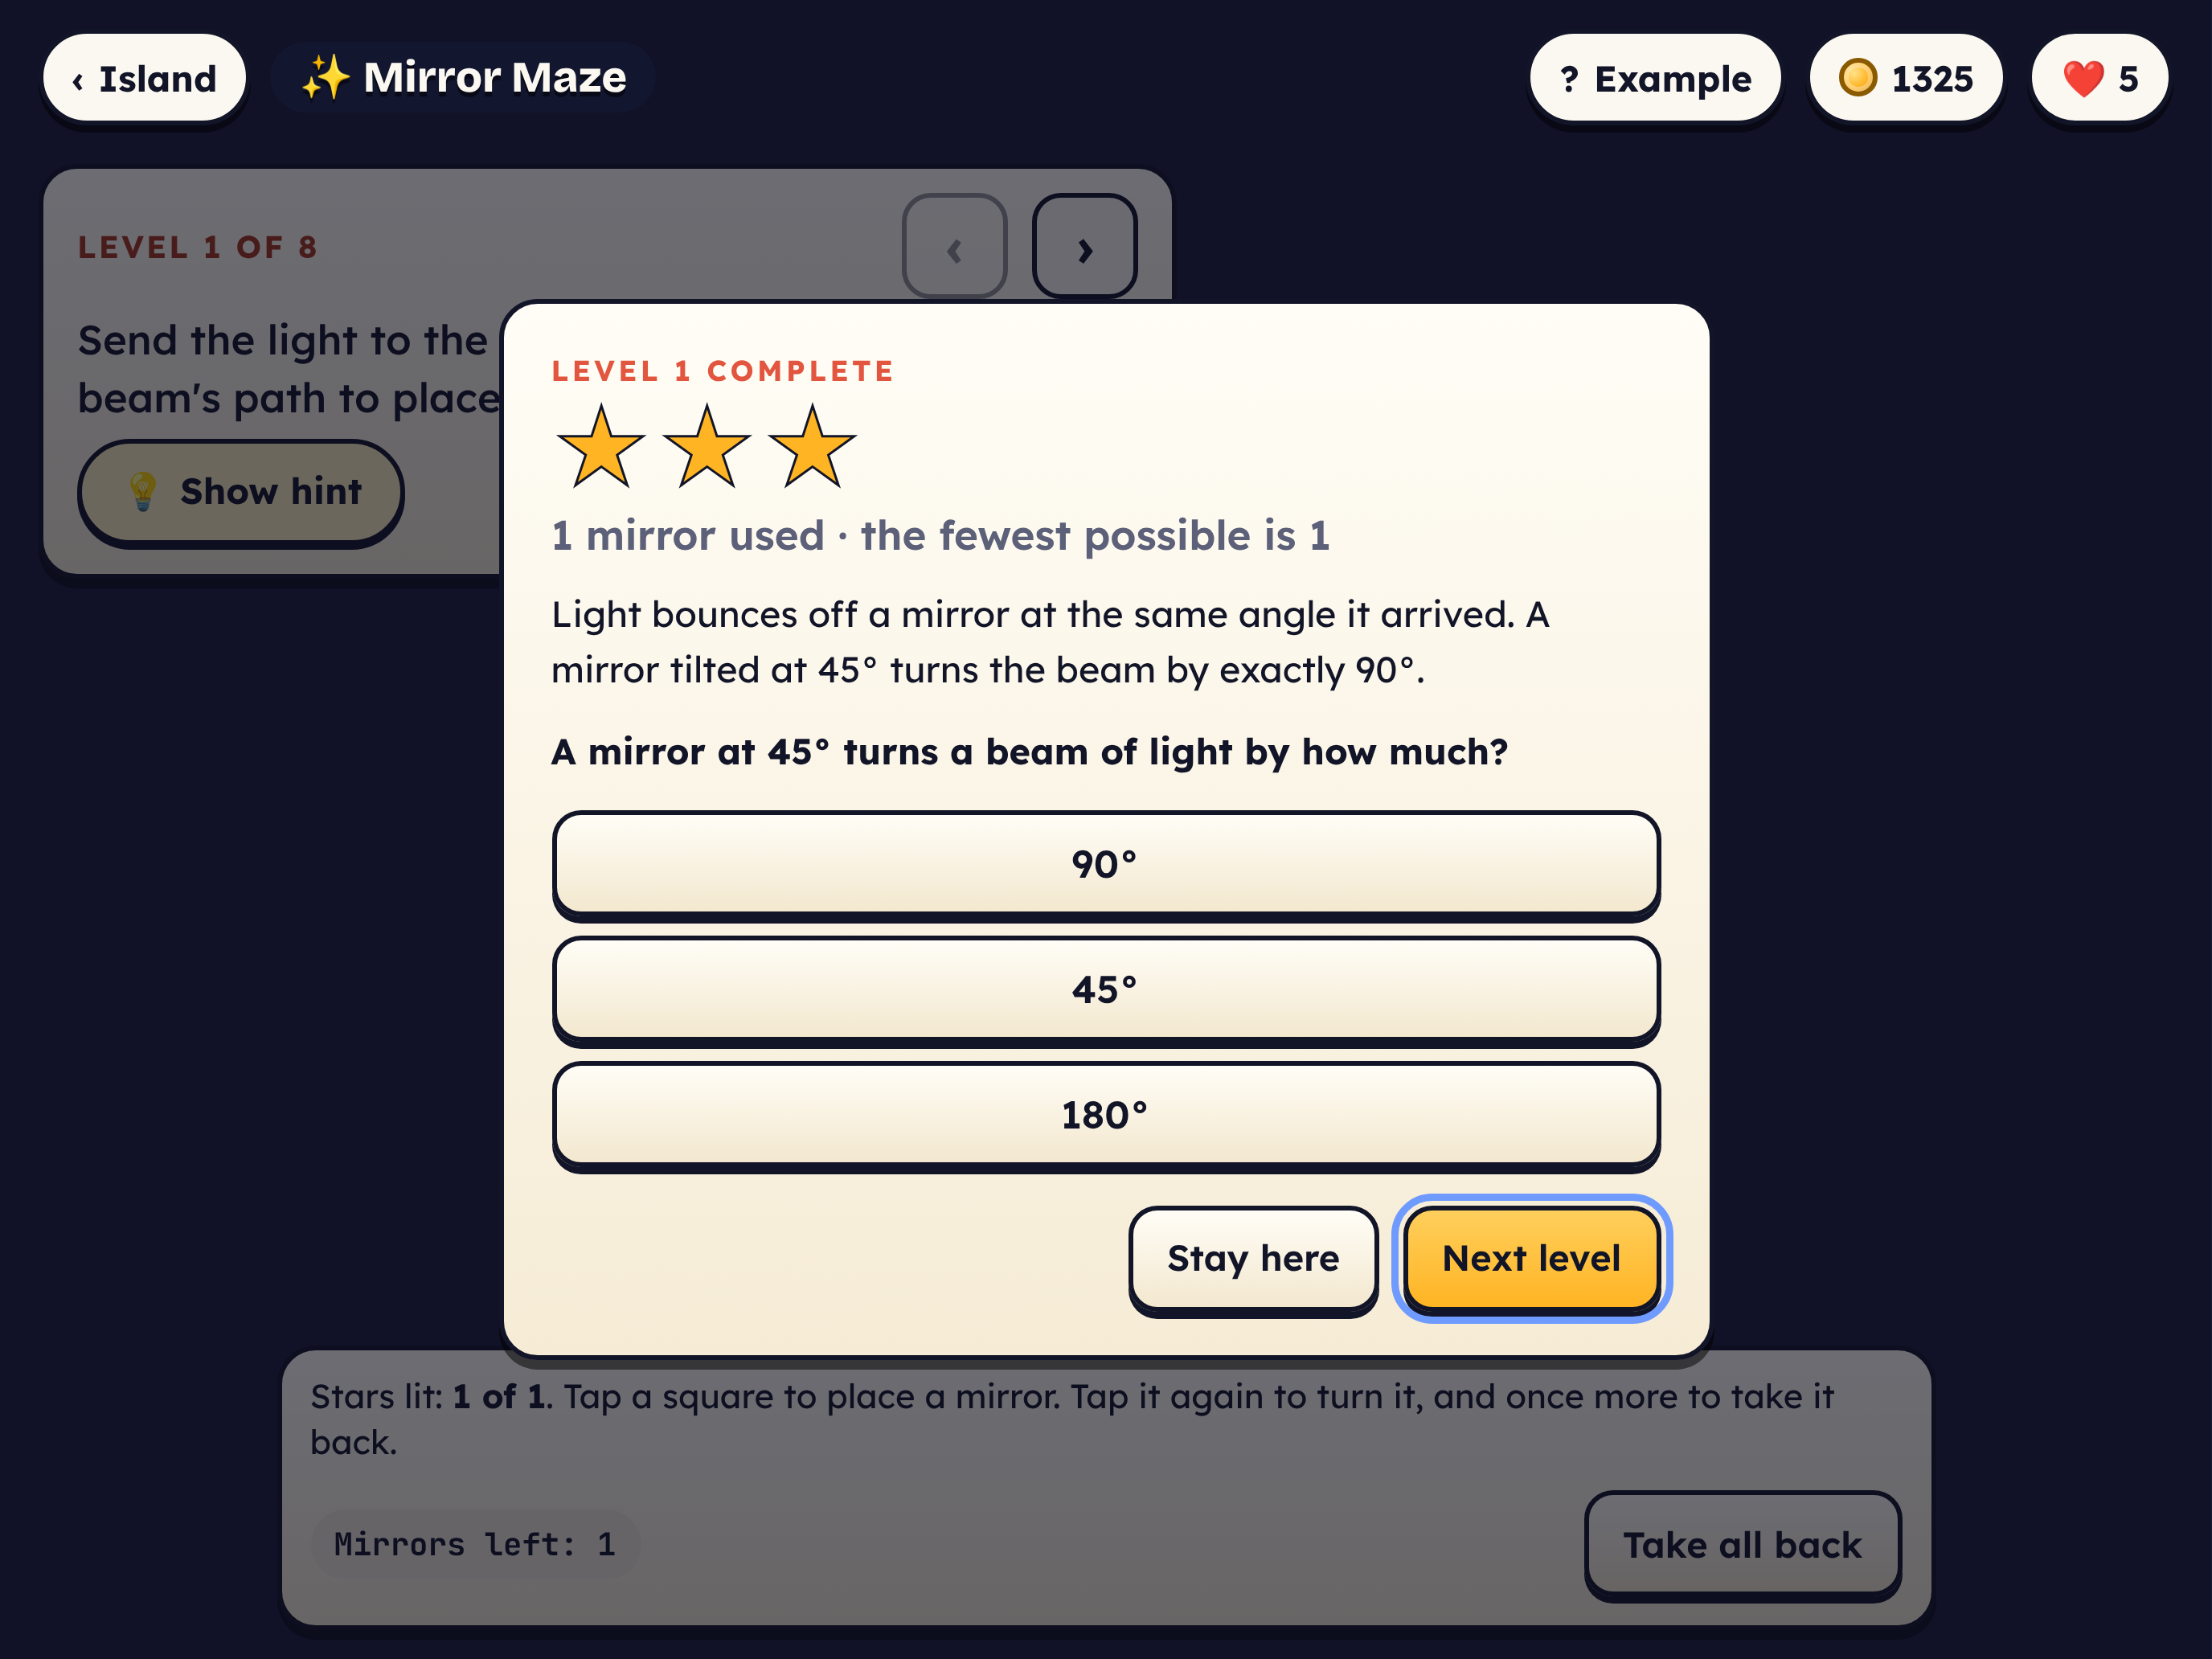 ‹ Island
✨ Mirror Maze
? Example
1325
❤️ 5
LEVEL 1 OF 8
‹
›
Send the light to the
beam's path to place
💡 Show hint
LEVEL 1 COMPLETE
1 mirror used · the fewest possible is 1
Light bounces off a mirror at the same angle it arrived. A
mirror tilted at 45° turns the beam by exactly 90°.
A mirror at 45° turns a beam of light by how much?
90°
45°
180°
Stay here
Next level
Stars lit: 1 of 1. Tap a square to place a mirror. Tap it again to turn it, and once more to take it
back.
Mirrors left: 1
Take all back